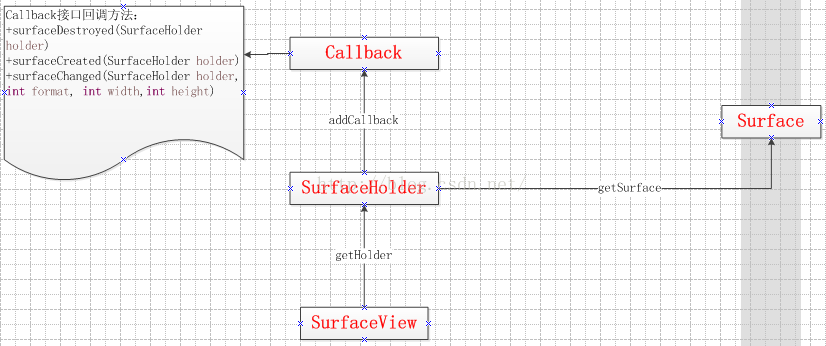 Callback接口回调方法:
+surfaceDestroyed(SurfaceHolder
holder)
+surfaceCreated(SurfaceHolder holder)
+surfaceChanged(SurfaceHolder holder,
int format, int width,int height)
Callback
addCallback
Surface
SurfaceHolder
getSurface
getHolder
SurfaceView